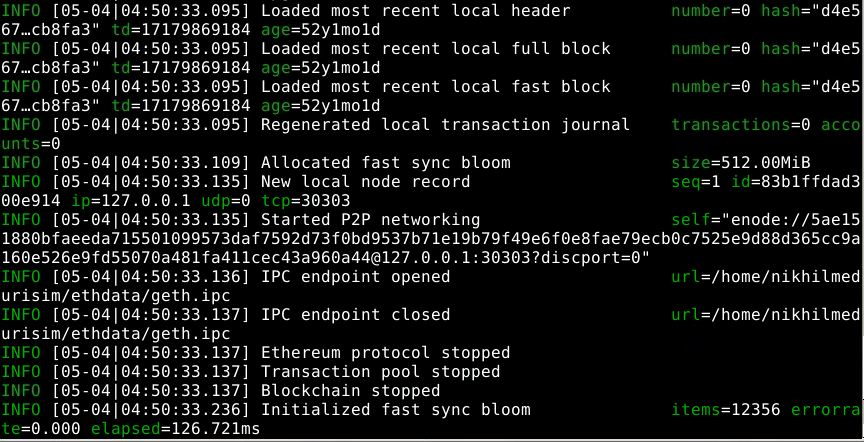 INFO [05-04|04:50:33.095] Loaded most recent local header          number=0 hash="d4e5
67…cb8fa3" td=17179869184 age=52y1mo1d
INFO [05-04|04:50:33.095] Loaded most recent local full block      number=0 hash="d4e5
67…cb8fa3" td=17179869184 age=52y1mo1d
INFO [05-04|04:50:33.095] Loaded most recent local fast block      number=0 hash="d4e5
67…cb8fa3" td=17179869184 age=52y1mo1d
INFO [05-04|04:50:33.095] Regenerated local transaction journal    transactions=0 acco
unts=0
INFO [05-04|04:50:33.109] Allocated fast sync bloom                size=512.00MiB
INFO [05-04|04:50:33.135] New local node record                    seq=1 id=83b1ffdad3
00e914 ip=127.0.0.1 udp=0 tcp=30303
INFO [05-04|04:50:33.135] Started P2P networking                   self="enode://5ae15
1880bfaeeda715501099573daf7592d73f0bd9537b71e19b79f49e6f0e8fae79ecb0c7525e9d88d365cc9a
160e526e9fd55070a481fa411cec43a960a44@127.0.0.1:30303?discport=0"
INFO [05-04|04:50:33.136] IPC endpoint opened                      url=/home/nikhilmed
urisim/ethdata/geth.ipc
INFO [05-04|04:50:33.137] IPC endpoint closed                      url=/home/nikhilmed
urisim/ethdata/geth.ipc
INFO [05-04|04:50:33.137] Ethereum protocol stopped
INFO [05-04|04:50:33.137] Transaction pool stopped
INFO [05-04|04:50:33.137] Blockchain stopped
INFO [05-04|04:50:33.236] Initialized fast sync bloom              items=12356 errorra
te=0.000 elapsed=126.721ms